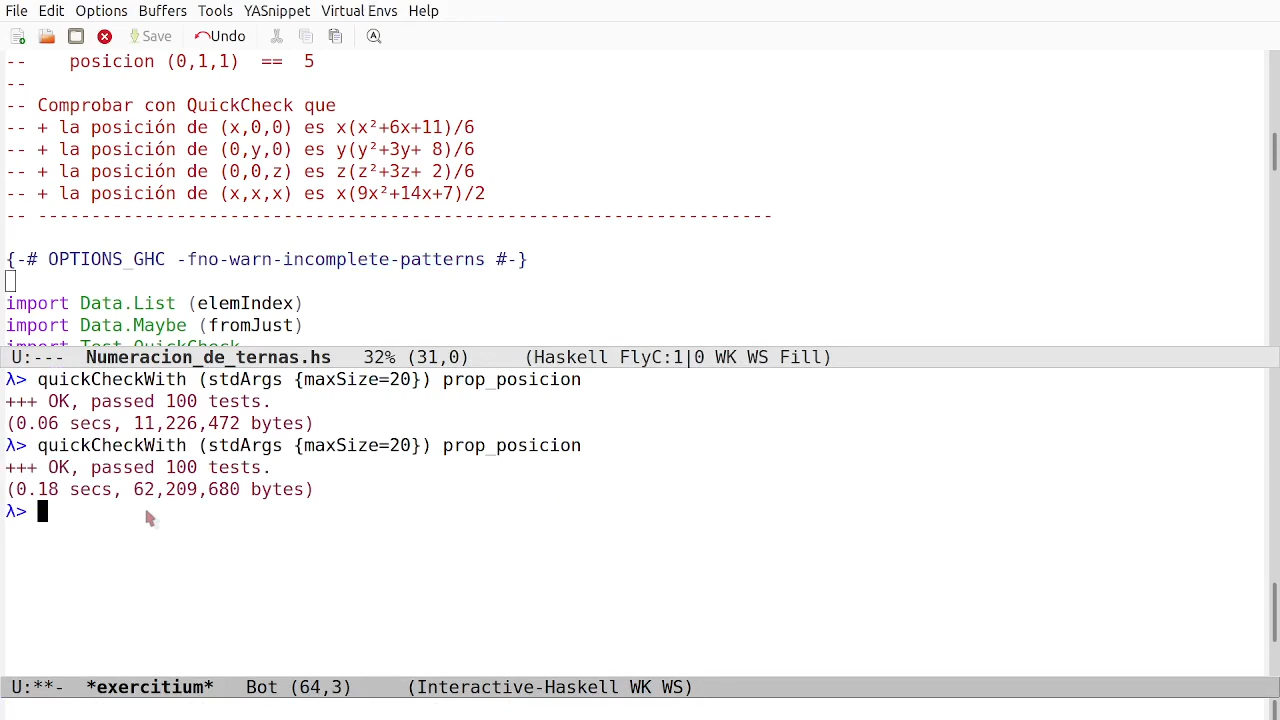 File Edit Options Buffers Tools YASnippet Virtual Envs Help
Save Undo
--    posicion (0,1,1)  ==  5
--
-- Comprobar con QuickCheck que
-- + la posición de (x,0,0) es x(x²+6x+11)/6
-- + la posición de (0,y,0) es y(y²+3y+ 8)/6
-- + la posición de (0,0,z) es z(z²+3z+ 2)/6
-- + la posición de (x,x,x) es x(9x²+14x+7)/2
-- ---------------------------------------------------------------------
{-# OPTIONS_GHC -fno-warn-incomplete-patterns #-}
import Data.List (elemIndex)
import Data.Maybe (fromJust)
import Test.QuickCheck
U:---  Numeracion_de_ternas.hs   32% (31,0)     (Haskell FlyC:1|0 WK WS Fill)
λ> quickCheckWith (stdArgs {maxSize=20}) prop_posicion
+++ OK, passed 100 tests.
(0.06 secs, 11,226,472 bytes)
λ> quickCheckWith (stdArgs {maxSize=20}) prop_posicion
+++ OK, passed 100 tests.
(0.18 secs, 62,209,680 bytes)
λ>
U:**-  *exercitium*   Bot (64,3)     (Interactive-Haskell WK WS)